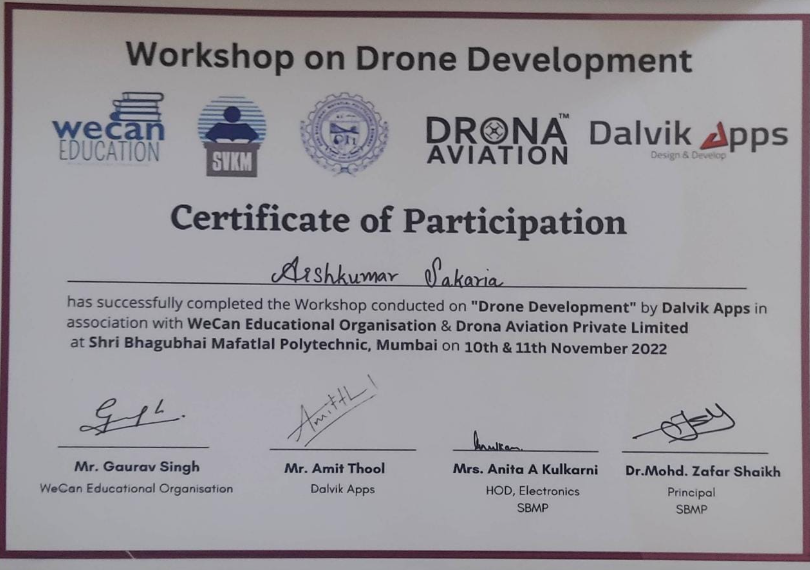 Workshop on Drone Development
wecan
EDUCATION
SVKM
DRONA™
AVIATION
Dalvik Apps
Design & Develop
Certificate of Participation
Aishkumar Sakaria
has successfully completed the Workshop conducted on "Drone Development" by Dalvik Apps in
association with WeCan Educational Organisation & Drona Aviation Private Limited
at Shri Bhagubhai Mafatlal Polytechnic, Mumbai on 10th & 11th November 2022
Mr. Gaurav Singh
WeCan Educational Organisation
Mr. Amit Thool
Dalvik Apps
Mrs. Anita A Kulkarni
HOD, Electronics
SBMP
Dr.Mohd. Zafar Shaikh
Principal
SBMP